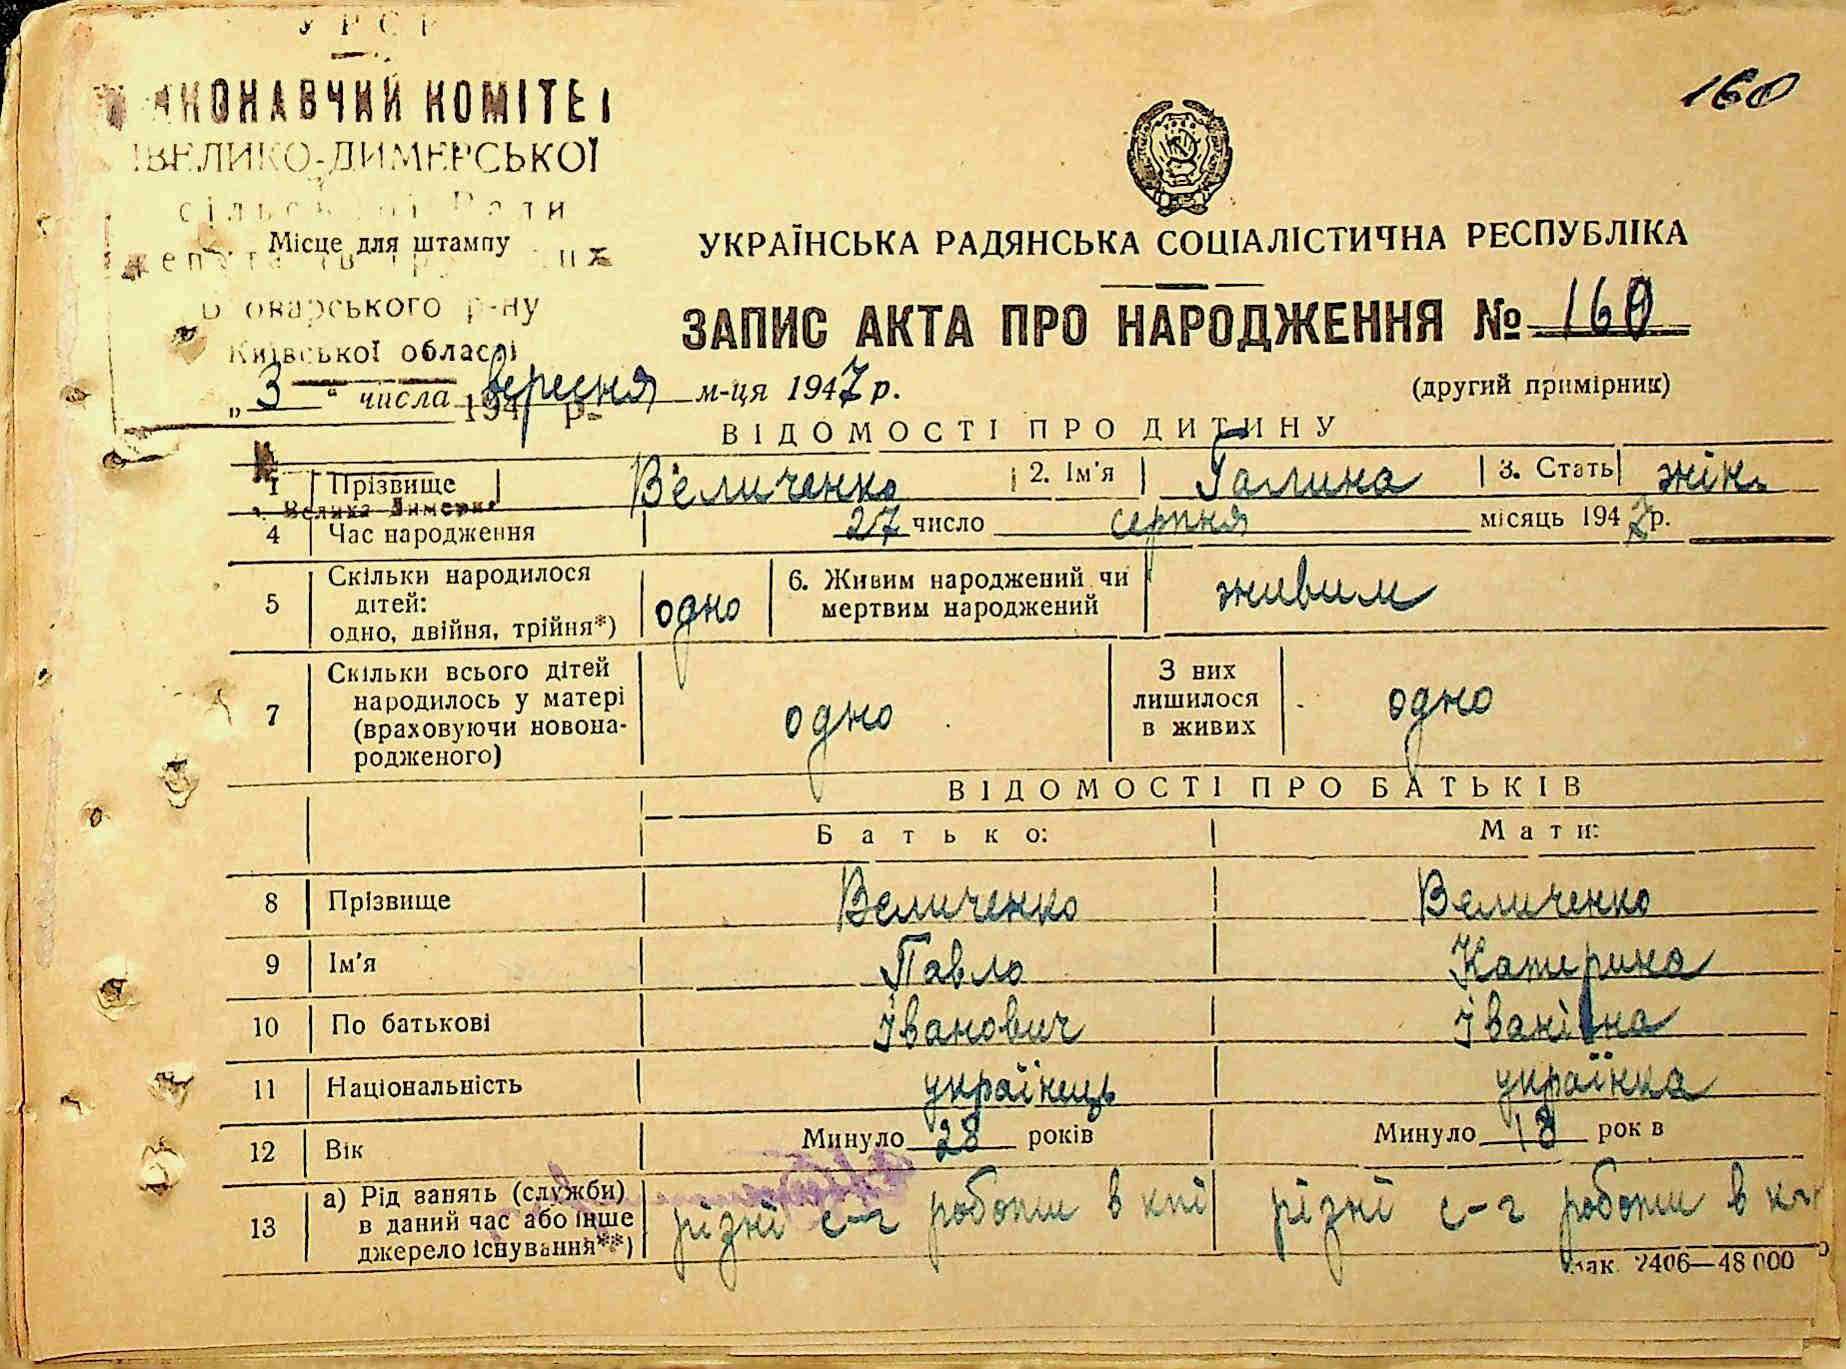 УРСР
ВИКОНАВЧИЙ КОМІТЕТ
ВЕЛИКО-ДИМЕРСЬКОЇ
сільської Ради
Місце для штампу
Броварського р-ну
Київської області
160
УКРАЇНСЬКА РАДЯНСЬКА СОЦІАЛІСТИЧНА РЕСПУБЛІКА
ЗАПИС АКТА ПРО НАРОДЖЕННЯ № 160
„ 3 “ числа вересня м-ця 1947 р.
(другий примірник)
194 р.
ВІДОМОСТІ ПРО ДИТИНУ
1 Прізвище Величенко 2. Ім'я Галина 3. Стать жін.
с. Велика Димерка
4 Час народження 27 число серпня місяць 1947 р.
5 Скільки народилося дітей: одно, двійня, трійня*) одно 6. Живим народжений чи мертвим народжений живим
7 Скільки всього дітей народилось у матері (враховуючи новонародженого) одно З них лишилося в живих одно
ВІДОМОСТІ ПРО БАТЬКІВ
Батько: Мати:
8 Прізвище Величенко Величенко
9 Ім'я Павло Катерина
10 По батькові Іванович Іванівна
11 Національність українець українка
12 Вік Минуло 28 років Минуло 18 рок в
13 а) Рід занять (служби) в даний час або інше джерело існування**) різні с-г роботи в кпі різні с-г роботи в
Зак. 2406—48 000